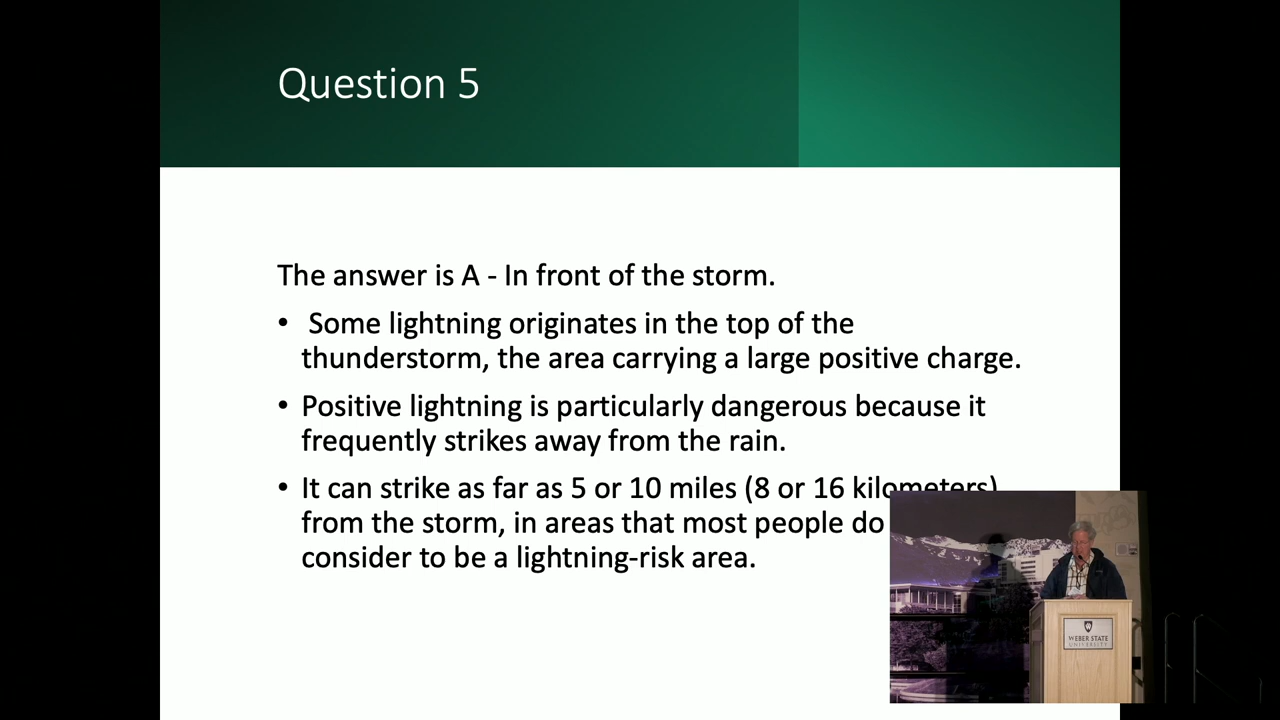 Question 5
The answer is A - In front of the storm.
• Some lightning originates in the top of the
thunderstorm, the area carrying a large positive charge.
• Positive lightning is particularly dangerous because it
frequently strikes away from the rain.
• It can strike as far as 5 or 10 miles (8 or 16 kilometers)
from the storm, in areas that most people do
consider to be a lightning-risk area.
WEBER STATE
UNIVERSITY